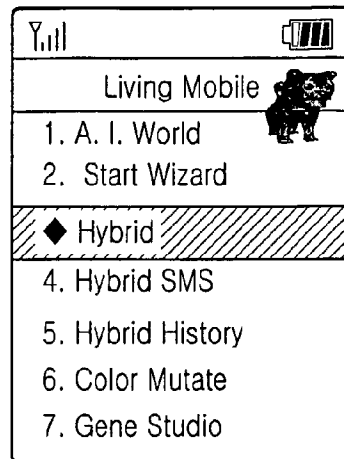 Living Mobile
1. A. I. World
2. Start Wizard
◆ Hybrid
4. Hybrid SMS
5. Hybrid History
6. Color Mutate
7. Gene Studio